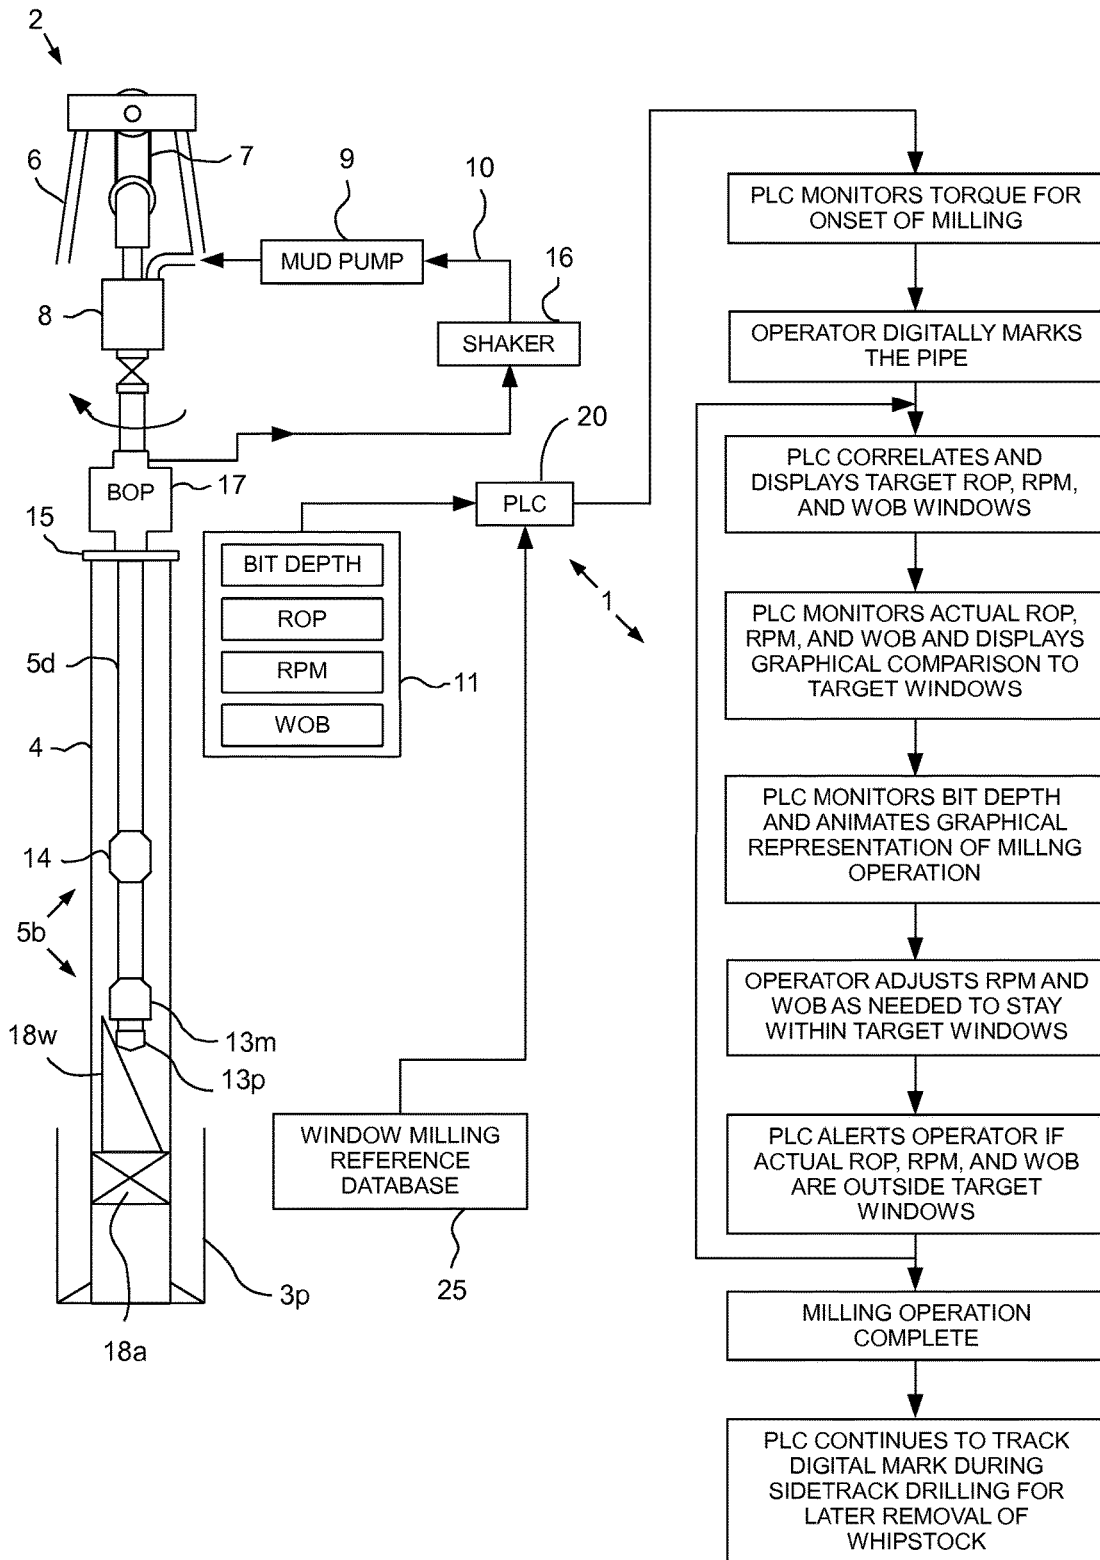 2
6
7
9
10
MUD PUMP
16
8
SHAKER
20
BOP
17
PLC
15
BIT DEPTH
ROP
RPM
WOB
11
1
5d
4
14
5b
18w
13m
13p
WINDOW MILLING
REFERENCE
DATABASE
25
3p
18a
PLC MONITORS TORQUE FOR
ONSET OF MILLING
OPERATOR DIGITALLY MARKS
THE PIPE
PLC CORRELATES AND
DISPLAYS TARGET ROP, RPM,
AND WOB WINDOWS
PLC MONITORS ACTUAL ROP,
RPM, AND WOB AND DISPLAYS
GRAPHICAL COMPARISON TO
TARGET WINDOWS
PLC MONITORS BIT DEPTH
AND ANIMATES GRAPHICAL
REPRESENTATION OF MILLNG
OPERATION
OPERATOR ADJUSTS RPM AND
WOB AS NEEDED TO STAY
WITHIN TARGET WINDOWS
PLC ALERTS OPERATOR IF
ACTUAL ROP, RPM, AND WOB
ARE OUTSIDE TARGET
WINDOWS
MILLING OPERATION
COMPLETE
PLC CONTINUES TO TRACK
DIGITAL MARK DURING
SIDETRACK DRILLING FOR
LATER REMOVAL OF
WHIPSTOCK